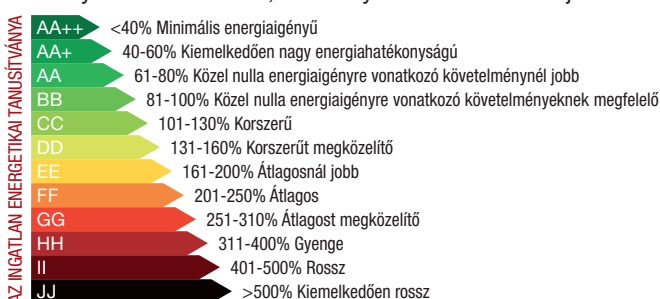 AZ INGATLAN ENERGETIKAI TANUSÍTVÁNYA
AA++ <40% Minimális energiaigényű
AA+ 40-60% Kiemelkedően nagy energiahatékonyságú
AA 61-80% Közel nulla energiaigényre vonatkozó követelménynél jobb
BB 81-100% Közel nulla energiaigényre vonatkozó követelményeknek megfelelő
CC 101-130% Korszerű
DD 131-160% Korszerűt megközelítő
EE 161-200% Átlagosnál jobb
FF 201-250% Átlagos
GG 251-310% Átlagost megközelítő
HH 311-400% Gyenge
II 401-500% Rossz
JJ >500% Kiemelkedően rossz